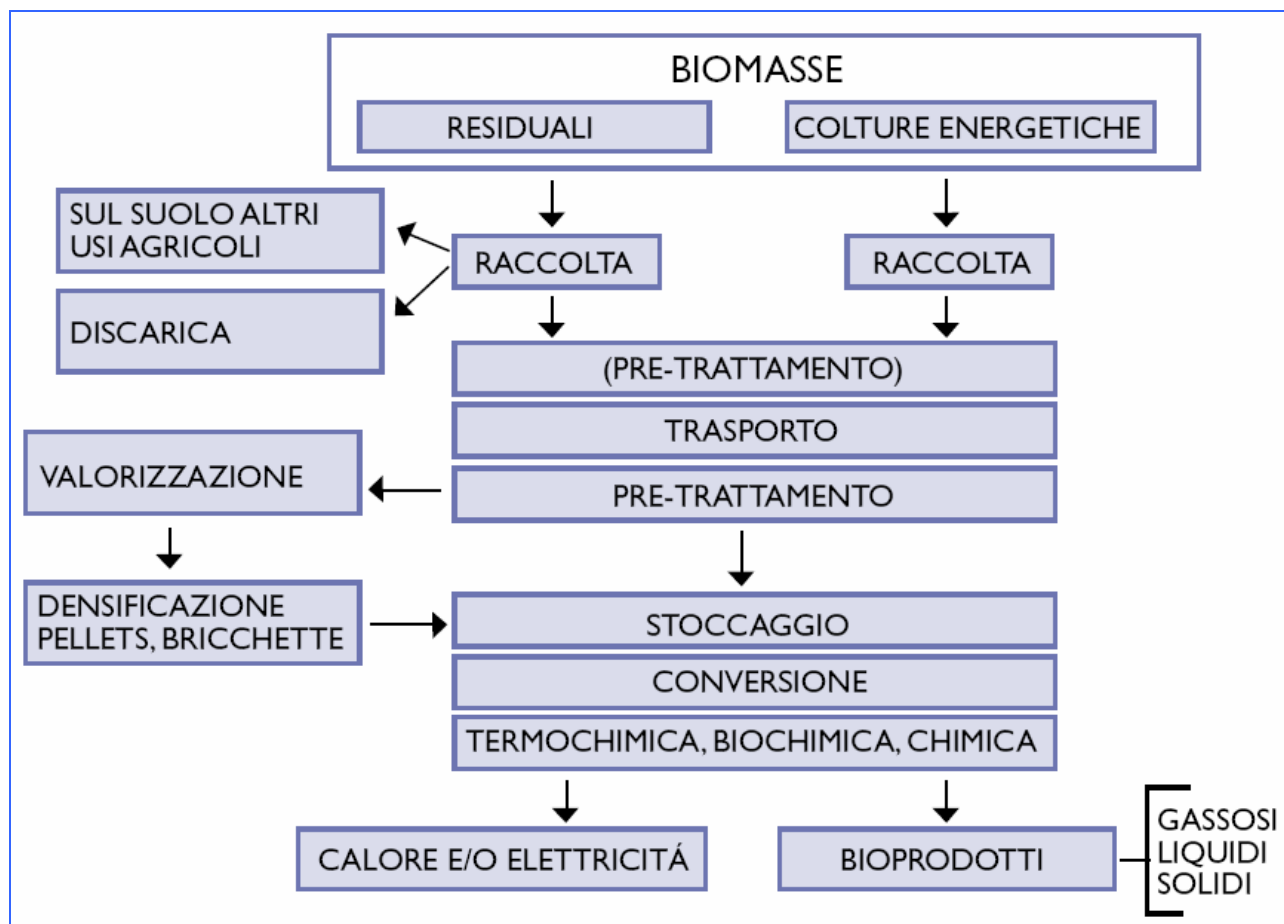 BIOMASSE
RESIDUALI
COLTURE ENERGETICHE
SUL SUOLO ALTRI
USI AGRICOLI
RACCOLTA
RACCOLTA
DISCARICA
(PRE-TRATTAMENTO)
TRASPORTO
VALORIZZAZIONE
PRE-TRATTAMENTO
DENSIFICAZIONE
PELLETS, BRICCHETTE
STOCCAGGIO
CONVERSIONE
TERMOCHIMICA, BIOCHIMICA, CHIMICA
CALORE E/O ELETTRICITÁ
BIOPRODOTTI
GASSOSI
LIQUIDI
SOLIDI